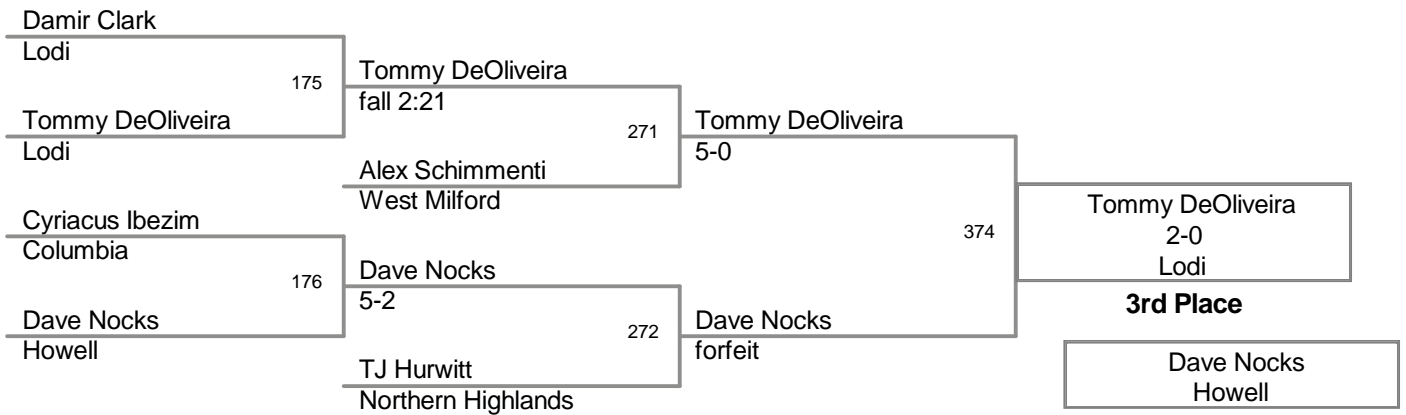 Damir Clark
Lodi
175
Tommy DeOliveira
fall 2:21
Tommy DeOliveira
Lodi
271
Tommy DeOliveira
5-0
Alex Schimmenti
West Milford
Cyriacus Ibezim
Columbia
374
Tommy DeOliveira
2-0
Lodi
3rd Place
176
Dave Nocks
5-2
Dave Nocks
Howell
272
Dave Nocks
forfeit
TJ Hurwitt
Northern Highlands
Dave Nocks
Howell